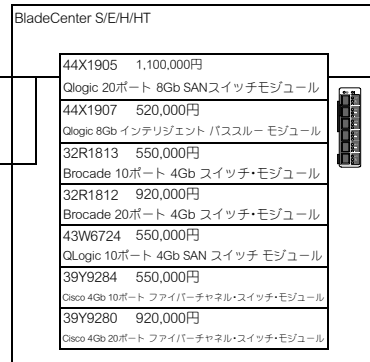 BladeCenter S/E/H/HT
44X1905 1,100,000円
Qlogic 20ポート 8Gb SANスイッチモジュール
44X1907 520,000円
Qlogic 8Gb インテリジェント パススルー モジュール
32R1813 550,000円
Brocade 10ポート 4Gb スイッチ・モジュール
32R1812 920,000円
Brocade 20ポート 4Gb スイッチ・モジュール
43W6724 550,000円
QLogic 10ポート 4Gb SAN スイッチ モジュール
39Y9284 550,000円
Cisco 4Gb 10ポート ファイバーチャネル・スイッチ・モジュール
39Y9280 920,000円
Cisco 4Gb 20ポート ファイバーチャネル・スイッチ・モジュール